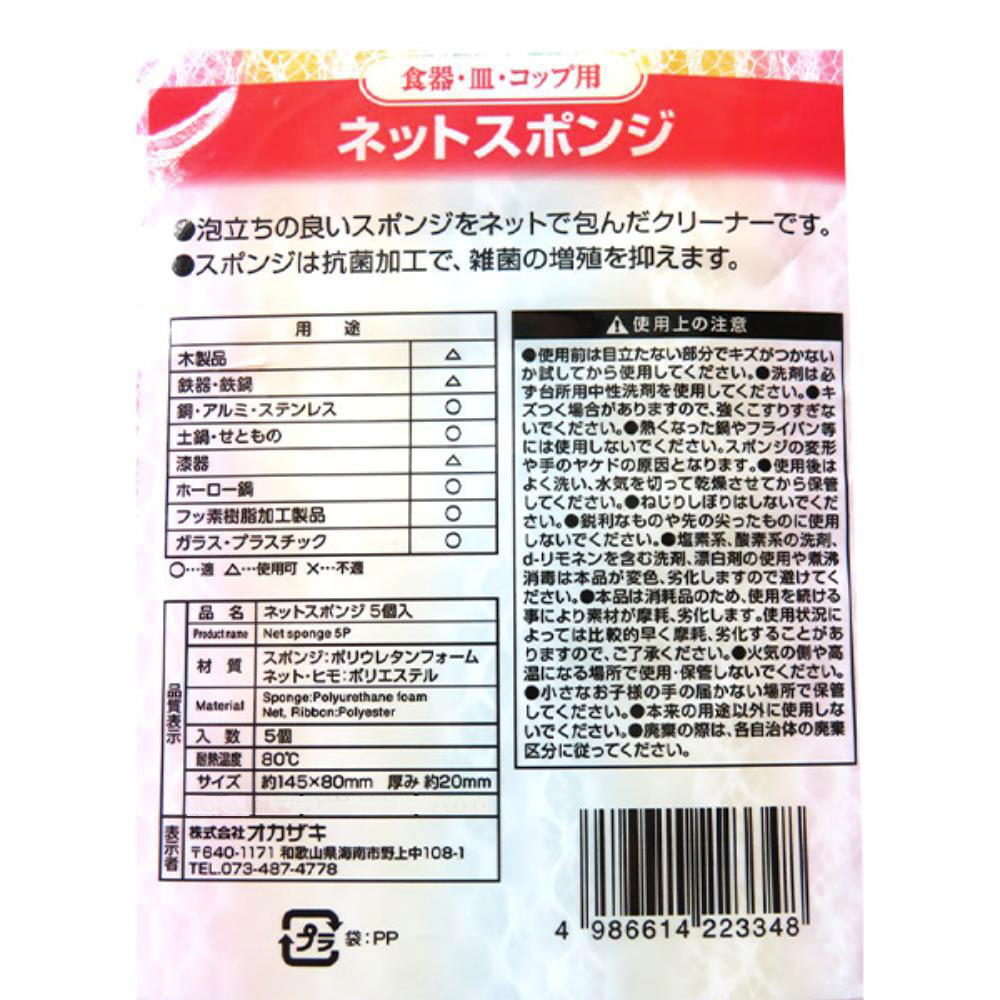 食器・皿・コップ用
ネットスポンジ
●泡立ちの良いスポンジをネットで包んだクリーナーです。
●スポンジは抗菌加工で、雑菌の増殖を抑えます。
用 途
木製品 △
鉄器・鉄鍋 △
銅・アルミ・ステンレス ○
土鍋・せともの ○
漆器 △
ホーロー鍋 ○
フッ素樹脂加工製品 ○
ガラス・プラスチック ○
○…適 △…使用可 ×…不適
品質表示
品 名 ネットスポンジ 5個入
Product name Net sponge 5P
材 質 スポンジ:ポリウレタンフォーム
ネット・ヒモ:ポリエステル
Material Sponge:Polyurethane foam
Net, Ribbon:Polyester
入 数 5個
耐熱温度 80℃
サイズ 約145×80mm 厚み 約20mm
表示者
株式会社オカザキ
〒640-1171 和歌山県海南市野上中108-1
TEL.073-487-4778
プラ 袋:PP
⚠使用上の注意
●使用前は目立たない部分でキズがつかない
か試してから使用してください。●洗剤は必
ず台所用中性洗剤を使用してください。●キ
ズつく場合がありますので、強くこすりすぎな
いでください。●熱くなった鍋やフライパン等
には使用しないでください。スポンジの変形
や手のヤケドの原因となります。●使用後は
よく洗い、水気を切って乾燥させてから保管
してください。●ねじりしぼりはしないでくだ
さい。●鋭利なものや先の尖ったものに使用
しないでください。●塩素系、酸素系の洗剤、
d-リモネンを含む洗剤、漂白剤の使用や煮沸
消毒は本品が変色、劣化しますので避けてく
ださい。●本品は消耗品のため、使用を続ける
事により素材が摩耗、劣化します。使用状況に
よっては比較的早く摩耗、劣化することがあ
りますので、ご了承ください。●火気の側や高
温になる場所で使用・保管しないでください。
●小さなお子様の手の届かない場所で保管
してください。●本来の用途以外に使用しな
いでください。●廃棄の際は、各自治体の廃棄
区分に従ってください。
4 986614 223348